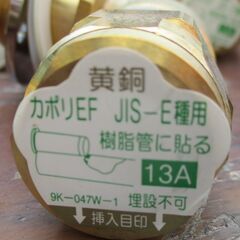 黄銅
カポリEF JIS-E種用
樹脂管に貼る
13A
9K-047W-1 埋設不可
↓挿入目印↓